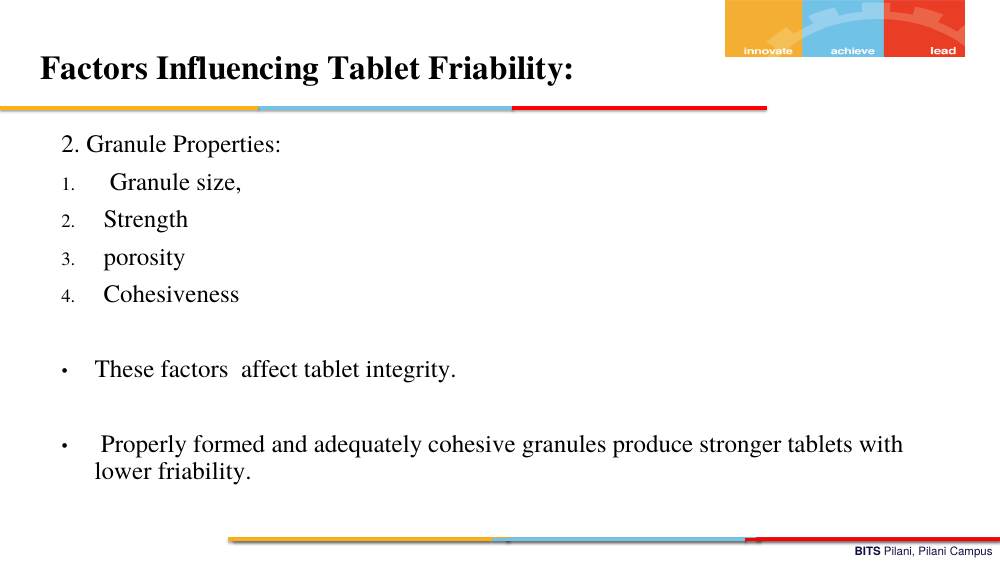 innovate achieve lead
Factors Influencing Tablet Friability:
2. Granule Properties:
1. Granule size,
2. Strength
3. porosity
4. Cohesiveness
• These factors affect tablet integrity.
• Properly formed and adequately cohesive granules produce stronger tablets with
lower friability.
BITS Pilani, Pilani Campus